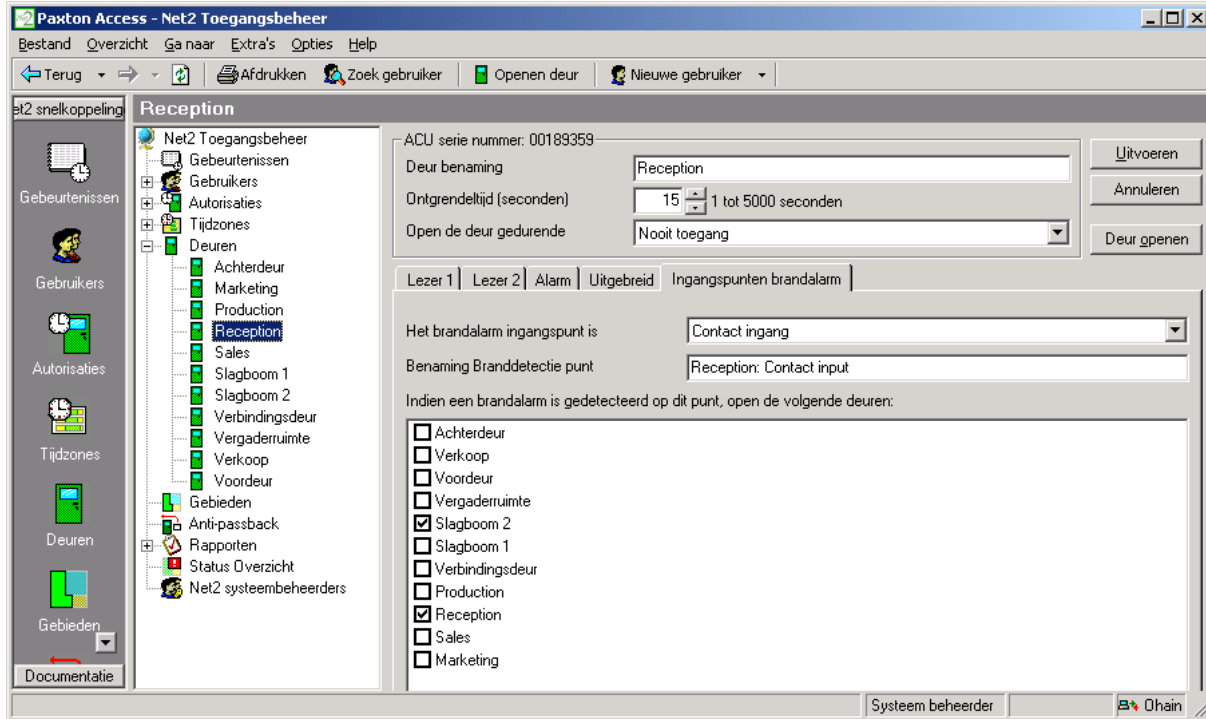 Paxton Access - Net2 Toegangsbeheer
Bestand Overzicht Ga naar Extra's Opties Help
Terug Afdrukken Zoek gebruiker Openen deur Nieuwe gebruiker
et2 snelkoppeling
Gebeurtenissen
Gebruikers
Autorisaties
Tijdzones
Deuren
Gebieden
Documentatie
Reception
Net2 Toegangsbeheer
Gebeurtenissen
Gebruikers
Autorisaties
Tijdzones
Deuren
Achterdeur
Marketing
Production
Reception
Sales
Slagboom 1
Slagboom 2
Verbindingsdeur
Vergaderruimte
Verkoop
Voordeur
Gebieden
Anti-passback
Rapporten
Status Overzicht
Net2 systeembeheerders
ACU serie nummer: 00189359
Deur benaming Reception
Ontgrendeltijd (seconden) 15 1 tot 5000 seconden
Open de deur gedurende Nooit toegang
Uitvoeren
Annuleren
Deur openen
Lezer 1 Lezer 2 Alarm Uitgebreid Ingangspunten brandalarm
Het brandalarm ingangspunt is Contact ingang
Benaming Branddetectie punt Reception: Contact input
Indien een brandalarm is gedetecteerd op dit punt, open de volgende deuren:
Achterdeur
Verkoop
Voordeur
Vergaderruimte
Slagboom 2
Slagboom 1
Verbindingsdeur
Production
Reception
Sales
Marketing
Systeem beheerder Ohain